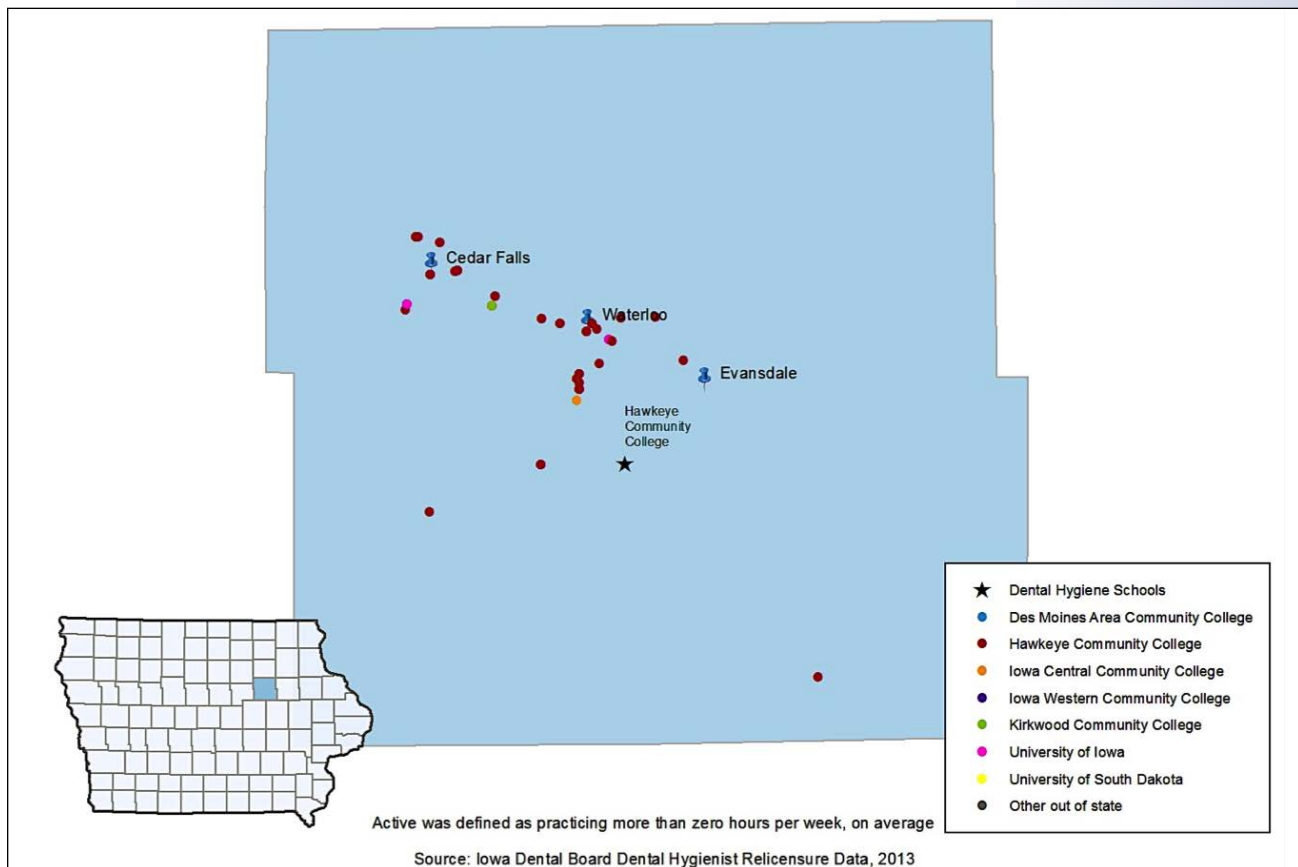 Cedar Falls
Waterloo
Evansdale
Hawkeye
Community
College
Dental Hygiene Schools
Des Moines Area Community College
Hawkeye Community College
Iowa Central Community College
Iowa Western Community College
Kirkwood Community College
University of Iowa
University of South Dakota
Other out of state
Active was defined as practicing more than zero hours per week, on average
Source: Iowa Dental Board Dental Hygienist Relicensure Data, 2013